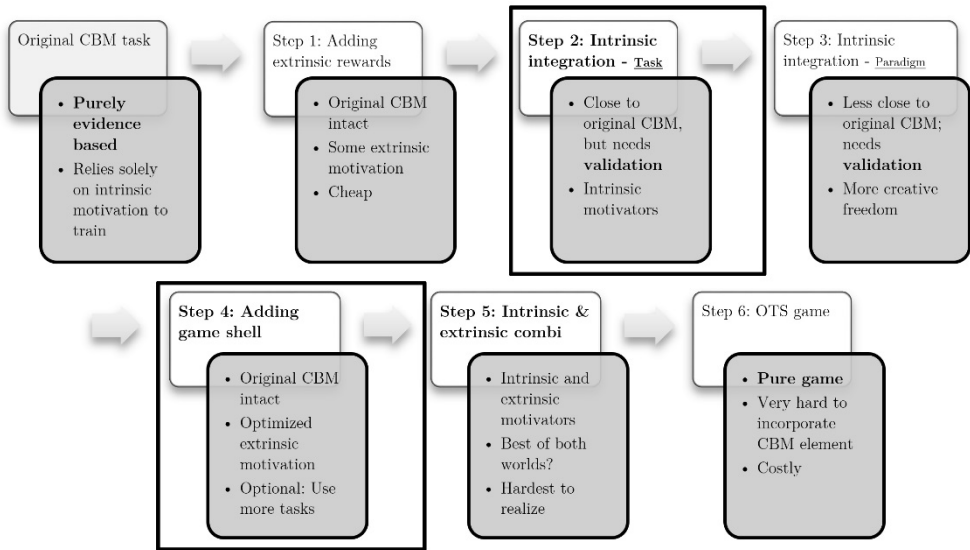 Original CBM task
• Purely
evidence
based
• Relies solely
on intrinsic
motivation to
train
Step 1: Adding
extrinsic rewards
• Original CBM
intact
• Some extrinsic
motivation
• Cheap
Step 2: Intrinsic
integration - Task
• Close to
original CBM,
but needs
validation
• Intrinsic
motivators
Step 3: Intrinsic
integration - Paradigm
• Less close to
original CBM;
needs
validation
• More creative
freedom
Step 4: Adding
game shell
• Original CBM
intact
• Optimized
extrinsic
motivation
• Optional: Use
more tasks
Step 5: Intrinsic &
extrinsic combi
• Intrinsic and
extrinsic
motivators
• Best of both
worlds?
• Hardest to
realize
Step 6: OTS game
• Pure game
• Very hard to
incorporate
CBM element
• Costly